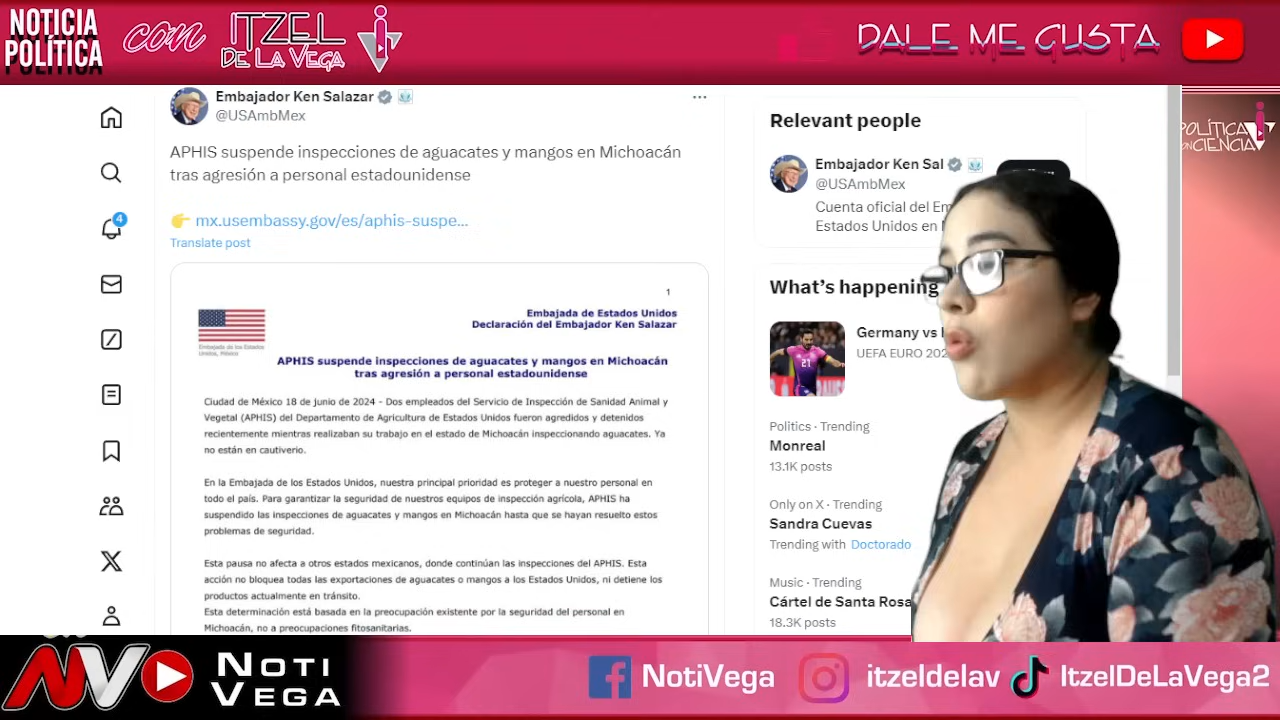 NOTICIA
POLÍTICA
con
ITZEL
DE LA VEGA
DALE ME GUSTA
POLÍTICA
CIENCIA
Embajador Ken Salazar
@USAmbMex
APHIS suspende inspecciones de aguacates y mangos en Michoacán
tras agresión a personal estadounidense
mx.usembassy.gov/es/aphis-suspe...
Translate post
4
1
Embajada de Estados Unidos
Declaración del Embajador Ken Salazar
Embajada de los Estados
Unidos, México
APHIS suspende inspecciones de aguacates y mangos en Michoacán
tras agresión a personal estadounidense
Ciudad de México 18 de junio de 2024 - Dos empleados del Servicio de Inspección de Sanidad Animal y
Vegetal (APHIS) del Departamento de Agricultura de Estados Unidos fueron agredidos y detenidos
recientemente mientras realizaban su trabajo en el estado de Michoacán inspeccionando aguacates. Ya
no están en cautiverio.
En la Embajada de los Estados Unidos, nuestra principal prioridad es proteger a nuestro personal en
todo el país. Para garantizar la seguridad de nuestros equipos de inspección agrícola, APHIS ha
suspendido las inspecciones de aguacates y mangos en Michoacán hasta que se hayan resuelto estos
problemas de seguridad.
Esta pausa no afecta a otros estados mexicanos, donde continúan las inspecciones del APHIS. Esta
acción no bloquea todas las exportaciones de aguacates o mangos a los Estados Unidos, ni detiene los
productos actualmente en tránsito.
Esta determinación está basada en la preocupación existente por la seguridad del personal en
Michoacán, no a preocupaciones fitosanitarias.
Relevant people
Embajador Ken Sal
@USAmbMex
Cuenta oficial del Em
Estados Unidos en
What's happening
Germany vs
UEFA EURO 202
21
Politics · Trending
Monreal
13.1K posts
Only on X · Trending
Sandra Cuevas
Trending with Doctorado
Music · Trending
Cártel de Santa Rosa
18.3K posts
NV
NOTI
VEGA
NotiVega
itzeldelav
ItzelDeLaVega2